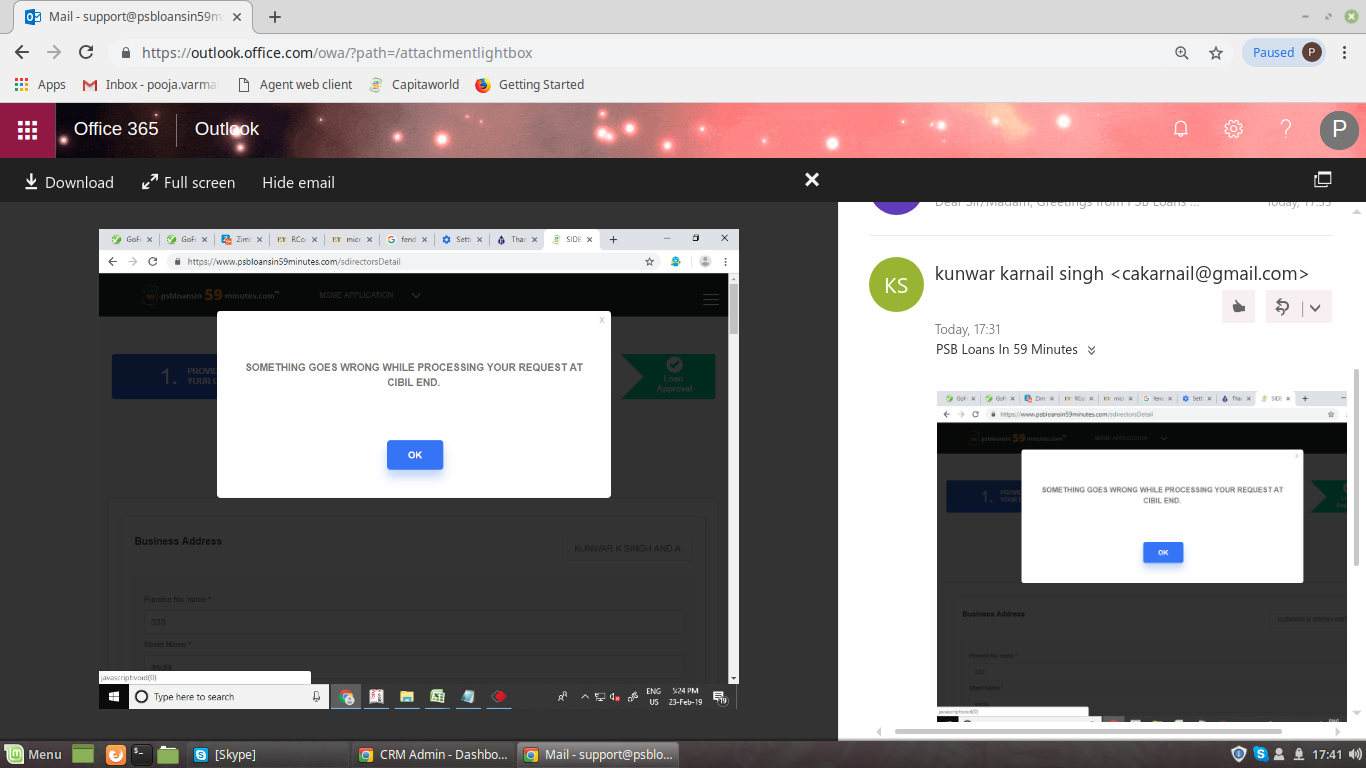 Mail - support@psbloansin59m
https://outlook.office.com/owa/?path=/attachmentlightbox
Paused P
Apps Inbox - pooja.varma Agent web client Capitaworld Getting Started
Office 365 Outlook
P
Download Full screen Hide email
GoF GoF Zim RCo micr fend Setti Thar SIDE
https://www.psbloansin59minutes.com/sdirectorsDetail
psbloansin 59 minutes.com
MSME APPLICATION
1. PROVID
YOUR L
Loan
Approval
X
SOMETHING GOES WRONG WHILE PROCESSING YOUR REQUEST AT
CIBIL END.
OK
Business Address
KUNWAR K SINGH AND A
Premise No. name *
333
Street Name *
javascript:void(0)
Type here to search
ENG
US
5:24 PM
23-Feb-19
19
Dear Sir/Madam, Greetings from PSB Loans ... Today, 17:35
KS
kunwar karnail singh <cakarnail@gmail.com>
Today, 17:31
PSB Loans In 59 Minutes
GoF GoF Zim RCo micr fend Setti Thar SIDE
https://www.psbloansin59minutes.com/sdirectorsDetail
psbloansin 59 minutes.com
MSME APPLICATION
1. PROVID
YOUR L
X
SOMETHING GOES WRONG WHILE PROCESSING YOUR REQUEST AT
CIBIL END.
OK
Business Address
KUNWAR K SINGH AND
Premise No. name *
333
Street Name *
javascript:void(0)
Menu
[Skype]
CRM Admin - Dashbo...
Mail - support@psblo...
17:41